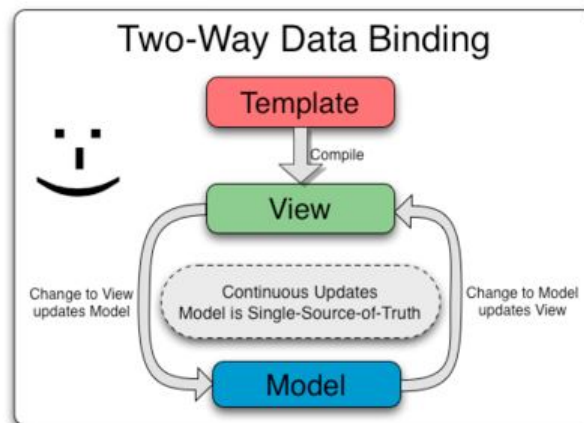 Two-Way Data Binding
Template
Compile
View
Change to View
updates Model
Continuous Updates
Model is Single-Source-of-Truth
Change to Model
updates View
Model